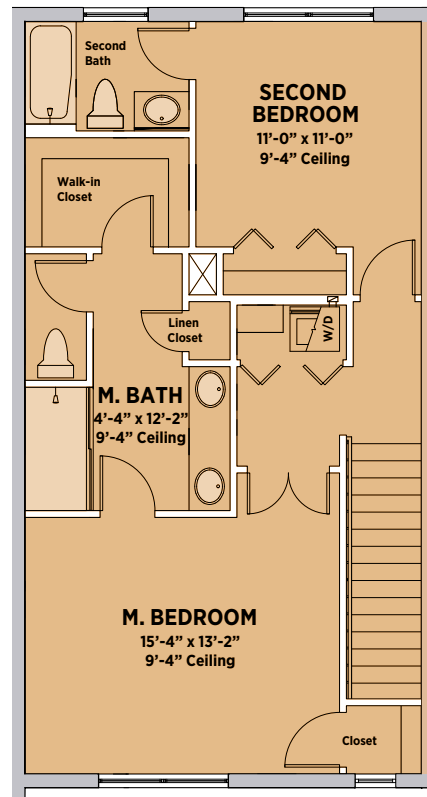 Second
Bath
SECOND
BEDROOM
11’-0” x 11’-0”
9’-4” Ceiling
Walk-in
Closet
Linen
Closet
W/D
M. BATH
4’-4” x 12’-2”
9’-4” Ceiling
M. BEDROOM
15’-4” x 13’-2”
9’-4” Ceiling
Closet